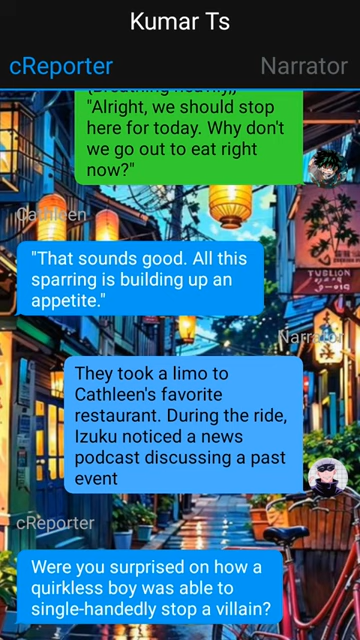 Kumar Ts
cReporter
Narrator
(Breathing heavily,)
"Alright, we should stop
here for today. Why don't
we go out to eat right
now?"
Cathleen
"That sounds good. All this
sparring is building up an
appetite."
Narrator
They took a limo to
Cathleen's favorite
restaurant. During the ride,
Izuku noticed a news
podcast discussing a past
event
cReporter
Were you surprised on how a
quirkless boy was able to
single-handedly stop a villain?